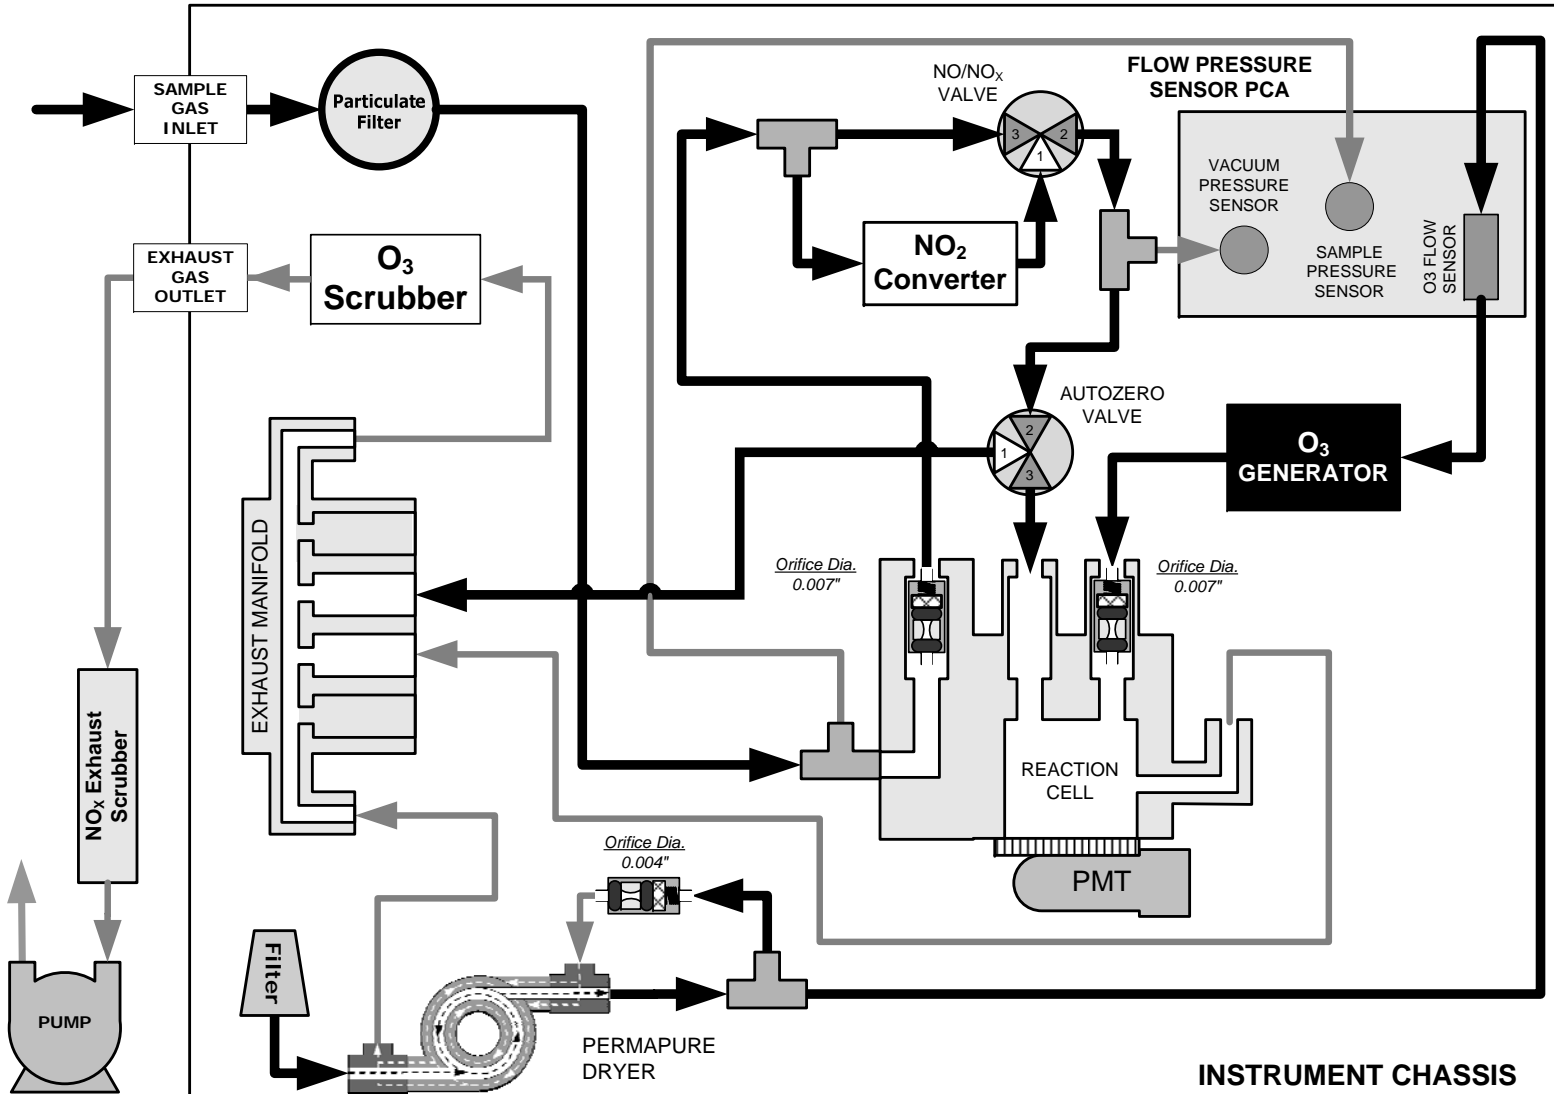 SAMPLE
GAS
INLET
Particulate
Filter
NO/NOX
VALVE
3
2
1
FLOW PRESSURE
SENSOR PCA
VACUUM
PRESSURE
SENSOR
SAMPLE
PRESSURE
SENSOR
O3 FLOW
SENSOR
EXHAUST
GAS
OUTLET
O3
Scrubber
NO2
Converter
AUTOZERO
VALVE
2
1
3
O3
GENERATOR
EXHAUST MANIFOLD
Orifice Dia.
0.007"
Orifice Dia.
0.007"
NOX Exhaust
Scrubber
REACTION
CELL
Orifice Dia.
0.004"
PMT
Filter
PUMP
PERMAPURE
DRYER
INSTRUMENT CHASSIS